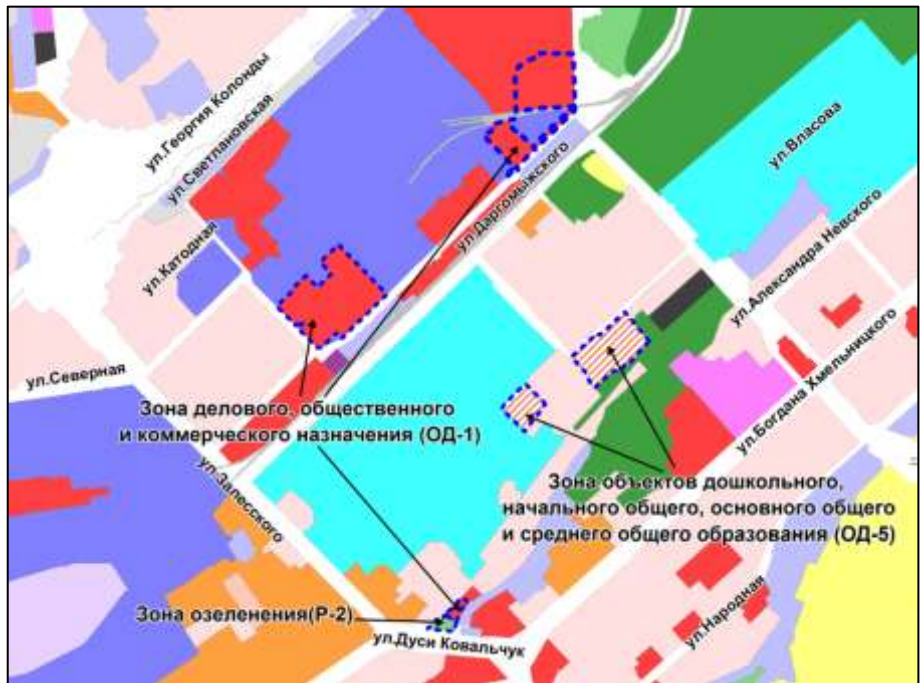 ул.Георгия Колонды
ул.Светлановская
ул.Катодная
ул.Власова
ул.Даргомыжского
ул.Александра Невского
ул.Богдана Хмельницкого
ул.Северная
Зона делового, общественного
и коммерческого назначения (ОД-1)
ул.Залесского
Зона объектов дошкольного,
начального общего, основного общего
и среднего общего образования (ОД-5)
Зона озеленения(Р-2)
ул.Дуси Ковальчук
ул.Народная